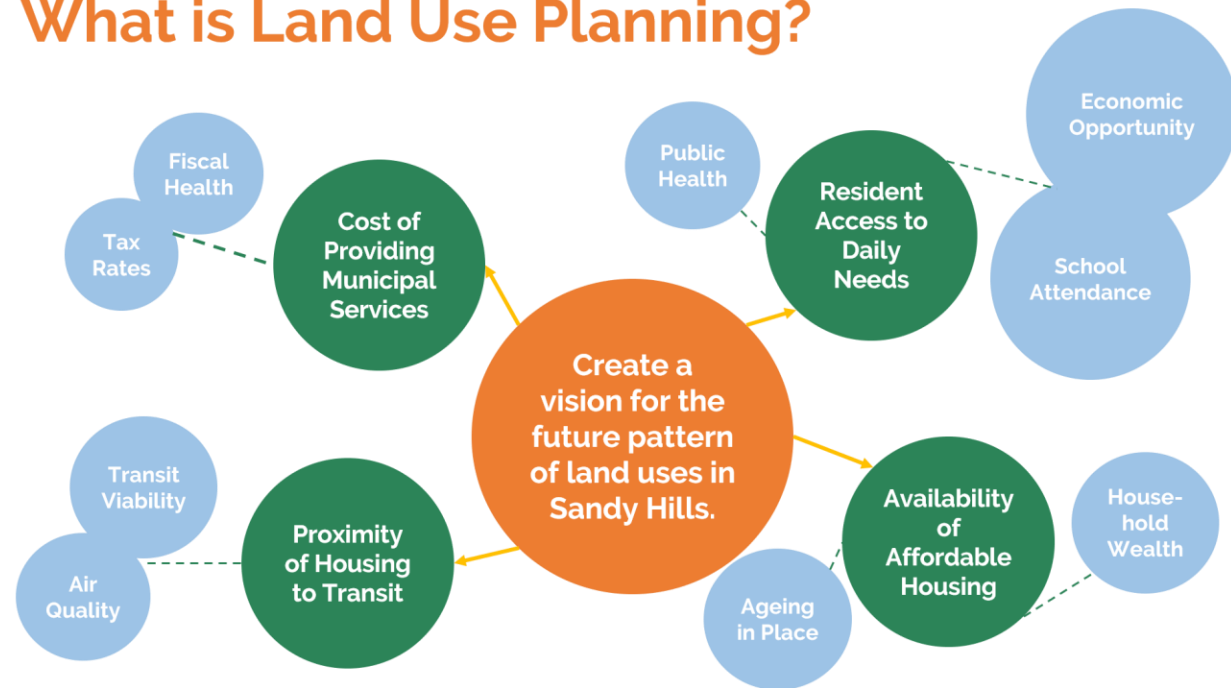 What is Land Use Planning?
Fiscal
Health
Tax
Rates
Cost of
Providing
Municipal
Services
Public
Health
Resident
Access to
Daily
Needs
Economic
Opportunity
School
Attendance
Create a
vision for the
future pattern
of land uses in
Sandy Hills.
Transit
Viability
Air
Quality
Proximity
of Housing
to Transit
Availability
of
Affordable
Housing
House-
hold
Wealth
Ageing
in Place